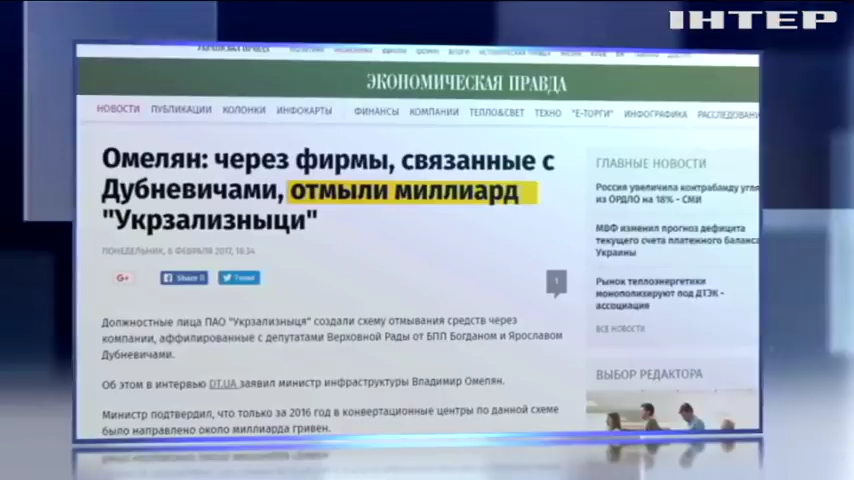 ІНТЕР
ЭКОНОМИЧЕСКАЯ ПРАВДА
НОВОСТИ ПУБЛИКАЦИИ КОЛОНКИ ИНФОКАРТЫ ФИНАНСЫ КОМПАНИИ ТЕПЛО&СВЕТ ТЕХНО "Е-ТОРГИ" ИНФОГРАФИКА РАССЛЕДОВАНИ
Омелян: через фирмы, связанные с
Дубневичами, отмыли миллиард
"Укрзализныци"
ПОНЕДЕЛЬНИК, 6 ФЕВРАЛЯ 2017, 18:34
G+ Share 0 Tweet
1
Должностные лица ПАО "Укрзализныця" создали схему отмывания средств через
компании, аффилированные с депутатами Верховной Рады от БПП Богданом и Ярославом
Дубневичами.
Об этом в интервью DT.UA заявил министр инфраструктуры Владимир Омелян.
Министр подтвердил, что только за 2016 год в конвертационные центры по данной схеме
было направлено около миллиарда гривен.
ГЛАВНЫЕ НОВОСТИ
Россия увеличила контрабанду угля
из ОРДЛО на 18% - СМИ
МВФ изменил прогноз дефицита
текущего счета платежного баланса
Украины
Рынок теплоэнергетики
монополизируют под ДТЭК -
ассоциация
ВСЕ НОВОСТИ
ВЫБОР РЕДАКТОРА